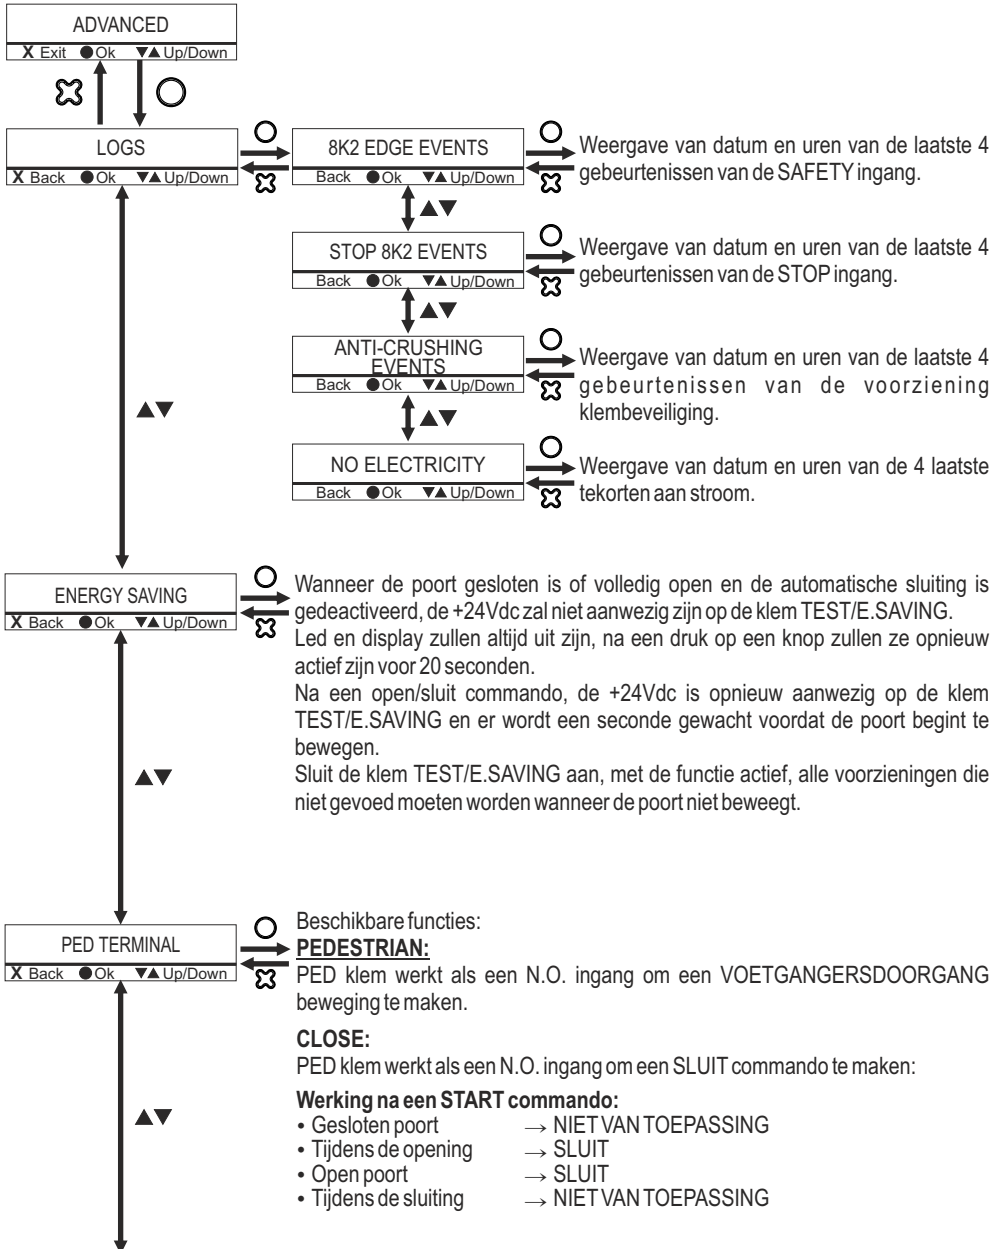 ADVANCED
X Exit ●Ok ▼▲Up/Down
LOGS
X Back ●Ok ▼▲Up/Down
8K2 EDGE EVENTS
Back ●Ok ▼▲Up/Down
Weergave van datum en uren van de laatste 4
gebeurtenissen van de SAFETY ingang.
▲▼
STOP 8K2 EVENTS
Back ●Ok ▼▲Up/Down
Weergave van datum en uren van de laatste 4
gebeurtenissen van de STOP ingang.
▲▼
ANTI-CRUSHING
EVENTS
Back ●Ok ▼▲Up/Down
Weergave van datum en uren van de laatste 4
gebeurtenissen van de voorziening
klembeveiliging.
▲▼
▲▼
NO ELECTRICITY
Back ●Ok ▼▲Up/Down
Weergave van datum en uren van de 4 laatste
tekorten aan stroom.
ENERGY SAVING
X Back ●Ok ▼▲Up/Down
Wanneer de poort gesloten is of volledig open en de automatische sluiting is
gedeactiveerd, de +24Vdc zal niet aanwezig zijn op de klem TEST/E.SAVING.
Led en display zullen altijd uit zijn, na een druk op een knop zullen ze opnieuw
actief zijn voor 20 seconden.
Na een open/sluit commando, de +24Vdc is opnieuw aanwezig op de klem
TEST/E.SAVING en er wordt een seconde gewacht voordat de poort begint te
bewegen.
Sluit de klem TEST/E.SAVING aan, met de functie actief, alle voorzieningen die
niet gevoed moeten worden wanneer de poort niet beweegt.
▲▼
PED TERMINAL
X Back ●Ok ▼▲Up/Down
Beschikbare functies:
PEDESTRIAN:
PED klem werkt als een N.O. ingang om een VOETGANGERSDOORGANG
beweging te maken.
CLOSE:
PED klem werkt als een N.O. ingang om een SLUIT commando te maken:
Werking na een START commando:
• Gesloten poort → NIET VAN TOEPASSING
• Tijdens de opening → SLUIT
• Open poort → SLUIT
• Tijdens de sluiting → NIET VAN TOEPASSING
▲▼